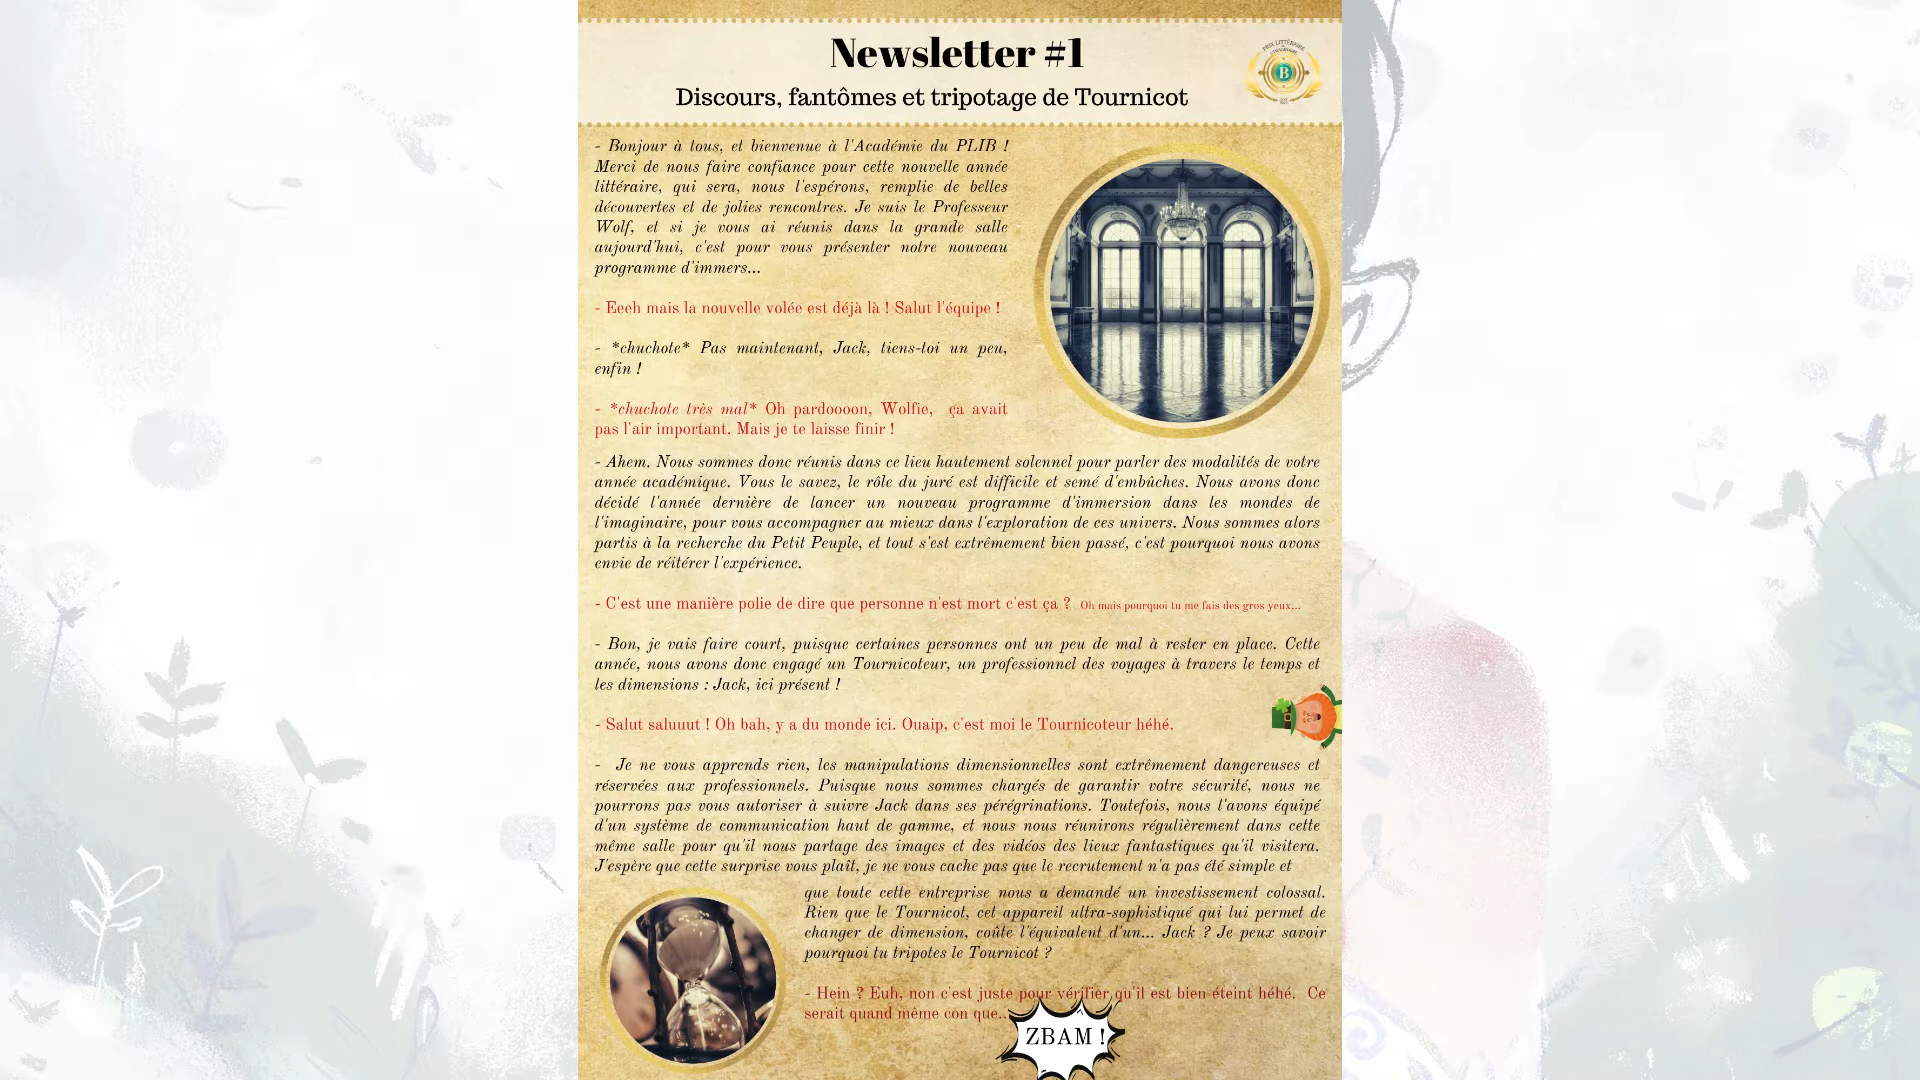 Newsletter #1
Discours, fantômes et tripotage de Tournicot
PRIX LITTÉRAIRE
L'IMAGINAIRE
B
- Bonjour à tous, et bienvenue à l'Académie du PLIB !
Merci de nous faire confiance pour cette nouvelle année
littéraire, qui sera, nous l'espérons, remplie de belles
découvertes et de jolies rencontres. Je suis le Professeur
Wolf, et si je vous ai réunis dans la grande salle
aujourd'hui, c'est pour vous présenter notre nouveau
programme d'immers...
- Eeeh mais la nouvelle volée est déjà là ! Salut l'équipe !
- *chuchote* Pas maintenant, Jack, tiens-toi un peu,
enfin !
- *chuchote très mal* Oh pardoooon, Wolfie, ça avait
pas l'air important. Mais je te laisse finir !
- Ahem. Nous sommes donc réunis dans ce lieu hautement solennel pour parler des modalités de votre
année académique. Vous le savez, le rôle du juré est difficile et semé d'embûches. Nous avons donc
décidé l'année dernière de lancer un nouveau programme d'immersion dans les mondes de
l'imaginaire, pour vous accompagner au mieux dans l'exploration de ces univers. Nous sommes alors
partis à la recherche du Petit Peuple, et tout s'est extrêmement bien passé, c'est pourquoi nous avons
envie de réïtérer l'expérience.
- C'est une manière polie de dire que personne n'est mort c'est ça ? Oh mais pourquoi tu me fais des gros yeux...
- Bon, je vais faire court, puisque certaines personnes ont un peu de mal à rester en place. Cette
année, nous avons donc engagé un Tournicoteur, un professionnel des voyages à travers le temps et
les dimensions : Jack, ici présent !
- Salut saluuut ! Oh bah, y a du monde ici. Ouaip, c'est moi le Tournicoteur héhé.
- Je ne vous apprends rien, les manipulations dimensionnelles sont extrêmement dangereuses et
réservées aux professionnels. Puisque nous sommes chargés de garantir votre sécurité, nous ne
pourrons pas vous autoriser à suivre Jack dans ses pérégrinations. Toutefois, nous l'avons équipé
d'un système de communication haut de gamme, et nous nous réunirons régulièrement dans cette
même salle pour qu'il nous partage des images et des vidéos des lieux fantastiques qu'il visitera.
J'espère que cette surprise vous plaît, je ne vous cache pas que le recrutement n'a pas été simple et
que toute cette entreprise nous a demandé un investissement colossal.
Rien que le Tournicot, cet appareil ultra-sophistiqué qui lui permet de
changer de dimension, coûte l'équivalent d'un... Jack ? Je peux savoir
pourquoi tu tripotes le Tournicot ?
- Hein ? Euh, non c'est juste pour vérifier qu'il est bien éteint héhé. Ce
serait quand même con que...
ZBAM !